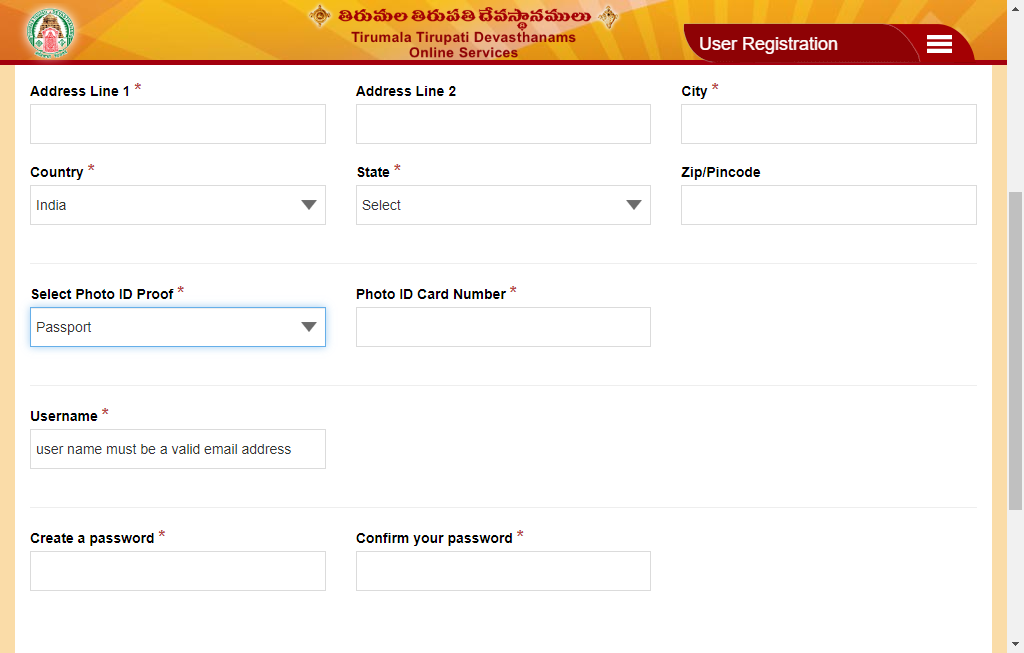 తిరుమల తిరుపతి దేవస్థానములు
Tirumala Tirupati Devasthanams
Online Services
User Registration
Address Line 1 *
Address Line 2
City *
Country *
State *
Zip/Pincode
India
Select
Select Photo ID Proof *
Photo ID Card Number *
Passport
Username *
user name must be a valid email address
Create a password *
Confirm your password *